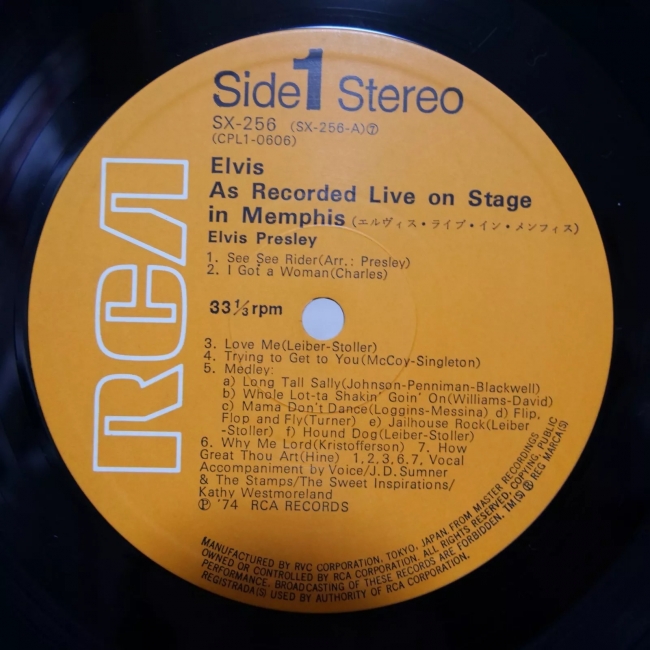 Side 1 Stereo
SX-256 (SX-256-A)⑦
(CPL1-0606)
Elvis
As Recorded Live on Stage
in Memphis (エルヴィス・ライブ・イン・メンフィス)
Elvis Presley
1. See See Rider(Arr.: Presley)
2. I Got a Woman(Charles)
33⅓rpm
3. Love Me(Leiber-Stoller)
4. Trying to Get to You(McCoy-Singleton)
5. Medley:
a) Long Tall Sally(Johnson-Penniman-Blackwell)
b) Whole Lot-ta Shakin' Goin' On(Williams-David)
c) Mama Don't Dance(Loggins-Messina) d) Flip.
Flop and Fly(Turner) e) Jailhouse Rock(Leiber
-Stoller) f) Hound Dog(Leiber-Stoller)
6. Why Me Lord(Kristofferson) 7. How
Great Thou Art(Hine) 1,2,3,6,7, Vocal
Accompaniment by Voice/J.D. Sumner
& The Stamps/The Sweet Inspirations/
Kathy Westmoreland
Ⓟ '74 RCA RECORDS
RCA
MANUFACTURED BY RVC CORPORATION, TOKYO, JAPAN FROM MASTER RECORDINGS
OWNED OR CONTROLLED BY RCA CORPORATION. ALL RIGHTS RESERVED. COPYING, PUBLIC
PERFORMANCE, BROADCASTING OF THESE RECORDS ARE FORBIDDEN. TM(S) ® REG MARCA(S)
REGISTRADA(S) USED BY AUTHORITY OF RCA CORPORATION.